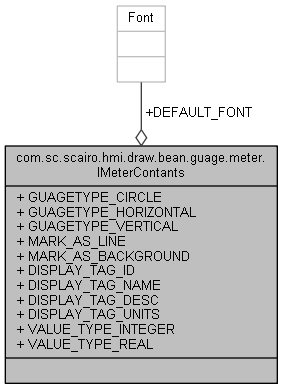 Font
+DEFAULT_FONT
com.sc.scairo.hmi.draw.bean.guage.meter.
IMeterContants
+ GUAGETYPE_CIRCLE
+ GUAGETYPE_HORIZONTAL
+ GUAGETYPE_VERTICAL
+ MARK_AS_LINE
+ MARK_AS_BACKGROUND
+ DISPLAY_TAG_ID
+ DISPLAY_TAG_NAME
+ DISPLAY_TAG_DESC
+ DISPLAY_TAG_UNITS
+ VALUE_TYPE_INTEGER
+ VALUE_TYPE_REAL